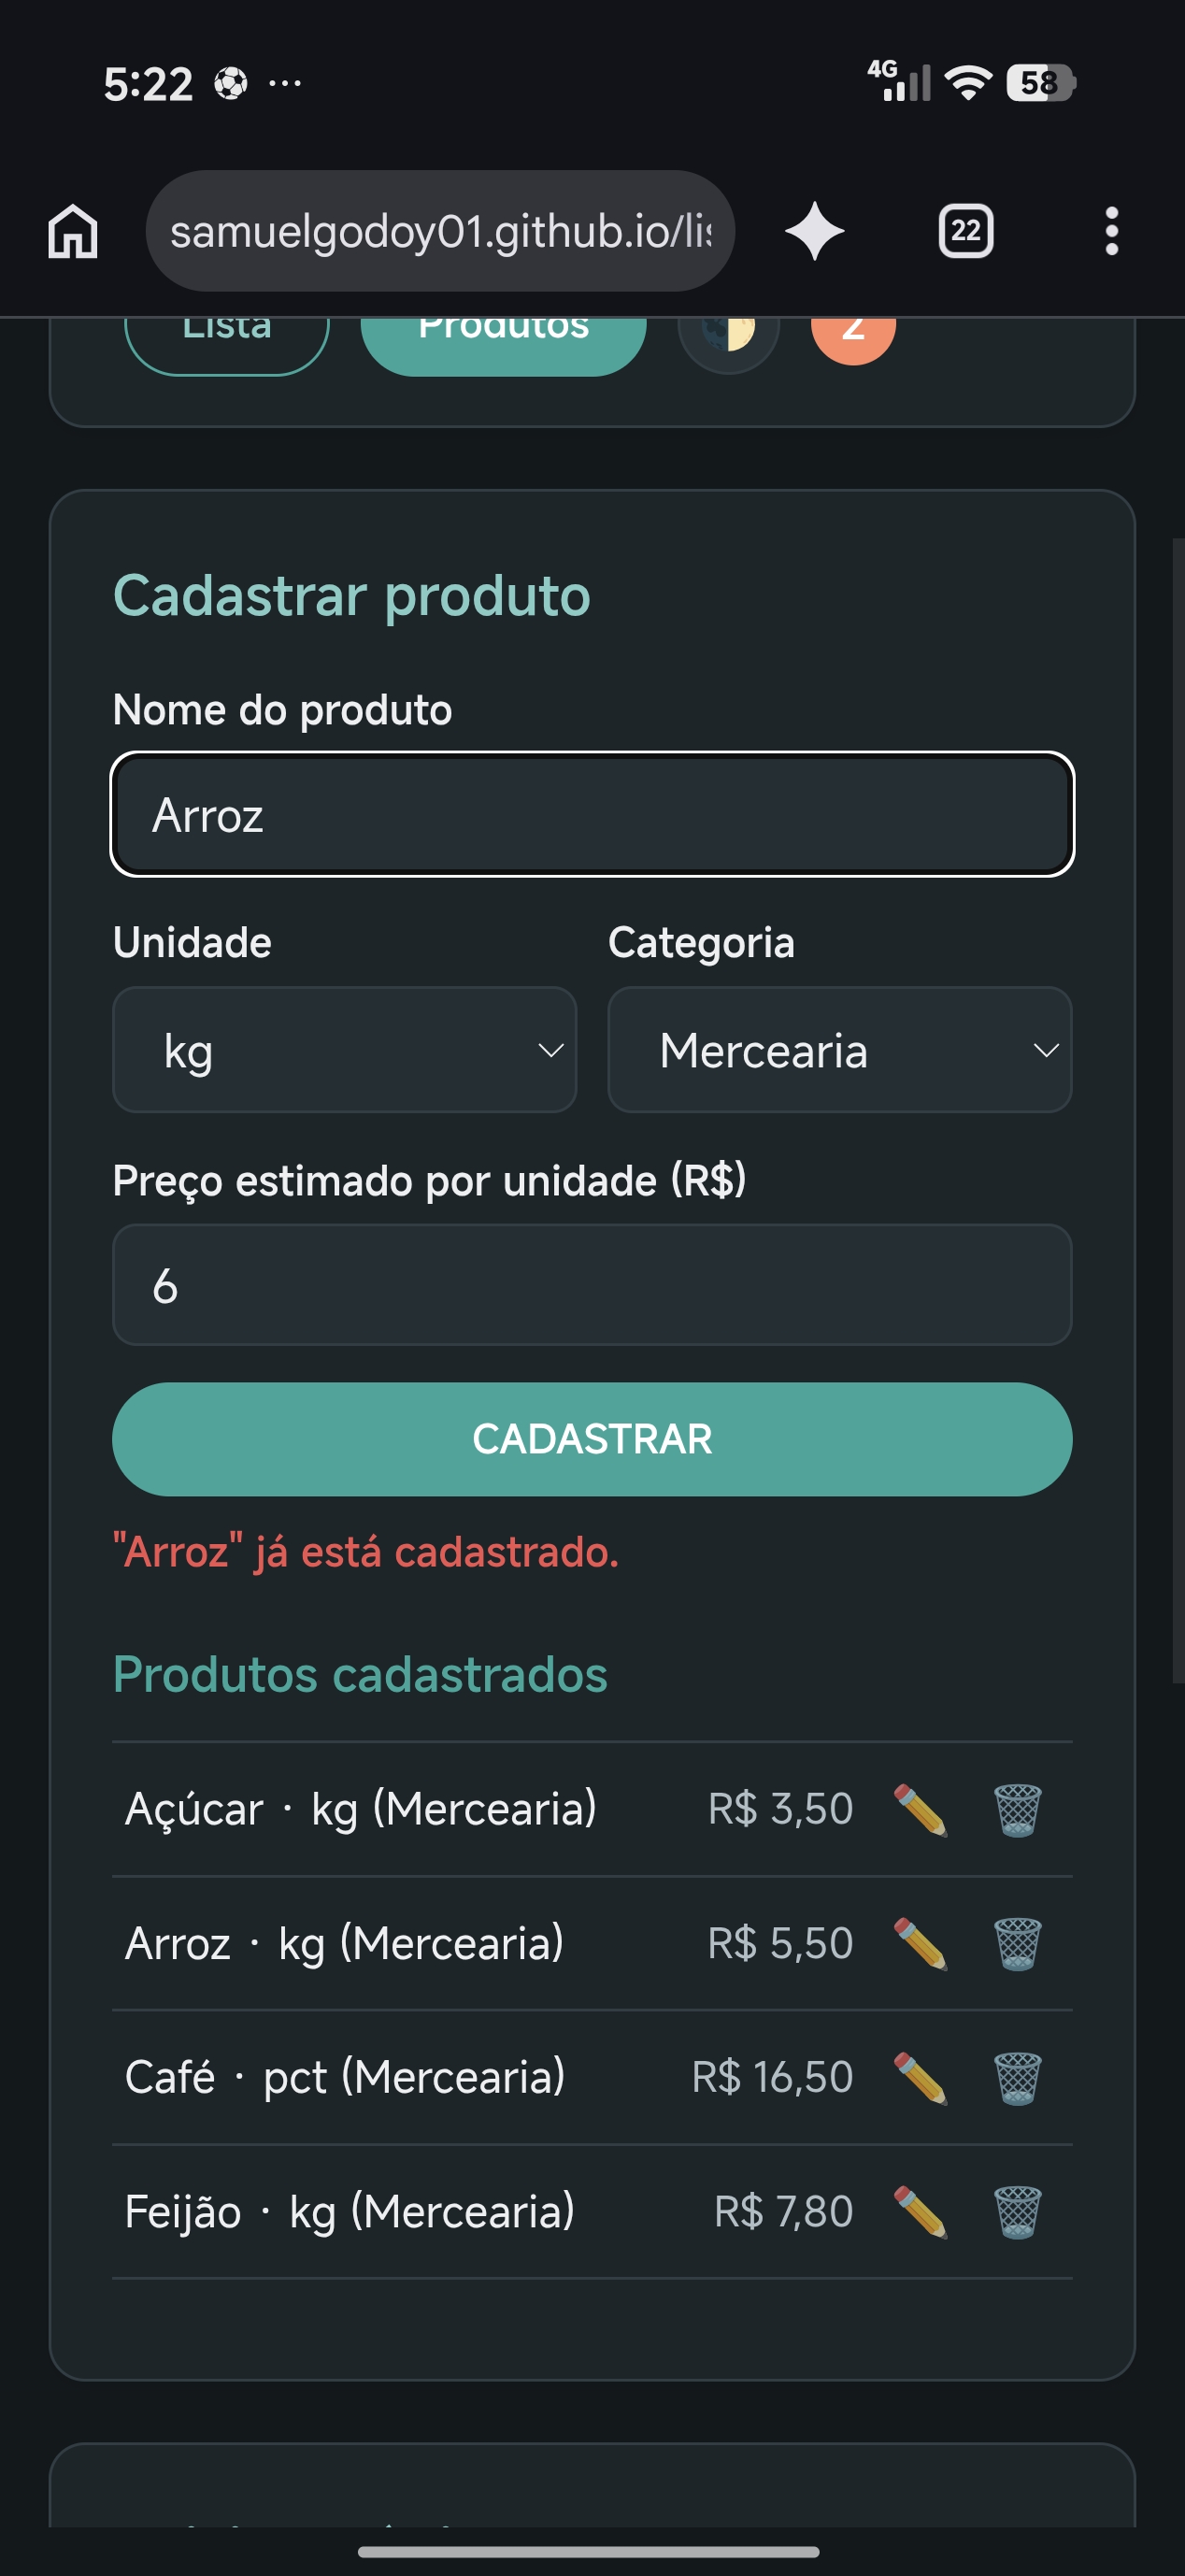 5:22 ...
4G 58
samuelgodoy01.github.io/lis
22
Lista Produtos 2
Cadastrar produto
Nome do produto
Arroz
Unidade Categoria
kg Mercearia
Preço estimado por unidade (R$)
6
CADASTRAR
"Arroz" já está cadastrado.
Produtos cadastrados
Açúcar · kg (Mercearia) R$ 3,50
Arroz · kg (Mercearia) R$ 5,50
Café · pct (Mercearia) R$ 16,50
Feijão · kg (Mercearia) R$ 7,80